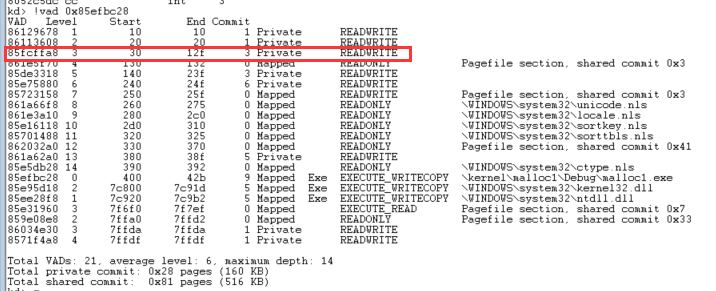 8052c5dc cc              int     3
kd> !vad 0x85efbc28
VAD   Level     Start       End Commit
86129678  1        10        10      1 Private      READWRITE
86113608  2        20        20      1 Private      READWRITE
85fcffa8  3        30       12f      3 Private      READWRITE
861e5f70  4       130       132      0 Mapped       READONLY           Pagefile section, shared commit 0x3
85de3318  5       140       23f      3 Private      READWRITE
85e75880  6       240       24f      6 Private      READWRITE
85723158  7       250       25f      0 Mapped       READWRITE          Pagefile section, shared commit 0x3
861a66f8  8       260       275      0 Mapped       READONLY           \WINDOWS\system32\unicode.nls
861e3a10  9       280       2c0      0 Mapped       READONLY           \WINDOWS\system32\locale.nls
85e16118 10       2d0       310      0 Mapped       READONLY           \WINDOWS\system32\sortkey.nls
85701488 11       320       325      0 Mapped       READONLY           \WINDOWS\system32\sorttbls.nls
862032a0 12       330       370      0 Mapped       READONLY           Pagefile section, shared commit 0x41
861a62a0 13       380       38f      5 Private      READWRITE
85e5db28 14       390       392      0 Mapped       READONLY           \WINDOWS\system32\ctype.nls
85efbc28  0       400       42b      9 Mapped  Exe  EXECUTE_WRITECOPY  \kernel\malloc1\Debug\malloc1.exe
85e95d18  2     7c800     7c91d      5 Mapped  Exe  EXECUTE_WRITECOPY  \WINDOWS\system32\kernel32.dll
85ee28f8  1     7c920     7c9b2      5 Mapped  Exe  EXECUTE_WRITECOPY  \WINDOWS\system32\ntdll.dll
85e31960  3     7f6f0     7f7ef      0 Mapped       EXECUTE_READ       Pagefile section, shared commit 0x7
859e08e8  2     7ffa0     7ffd2      0 Mapped       READONLY           Pagefile section, shared commit 0x33
86034e30  3     7ffda     7ffda      1 Private      READWRITE
8571f4a8  4     7ffdf     7ffdf      1 Private      READWRITE
Total VADs: 21, average level: 6, maximum depth: 14
Total private commit: 0x28 pages (160 KB)
Total shared commit:  0x81 pages (516 KB)